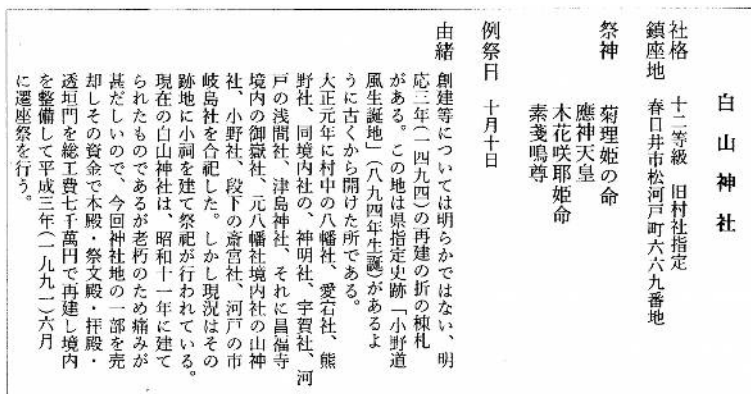 白山神社
社格　十二等級　旧村社指定
鎮座地　春日井市松河戸町六六九番地
祭神　菊理姫の命
應神天皇
木花咲耶姫命
素戔嗚尊
例祭日　十月十日
由緒　創建等については明らかではない、明
応三年(一四九四)の再建の折の棟札
がある。この地は県指定史跡「小野道
風生誕地」(八九四年生誕)があるよ
うに古くから開けた所である。
大正元年に村中の八幡社、愛宕社、熊
野社、同境内社の、神明社、宇賀社、河
戸の浅間社、津島神社、それに昌福寺
境内の御嶽社、元八幡社境内社の山神
社、小野社、段下の斎宮社、河戸の市
岐島社を合祀した。しかし現況はその
跡地に小祠を建て祭祀が行われている。
現在の白山神社は、昭和十一年に建て
られたものであるが老朽のため痛みが
甚だしいので、今回神社地の一部を売
却しその資金で本殿・祭文殿・拝殿・
透垣門を総工費七千萬円で再建し境内
を整備して平成三年(一九九一)六月
に遷座祭を行う。